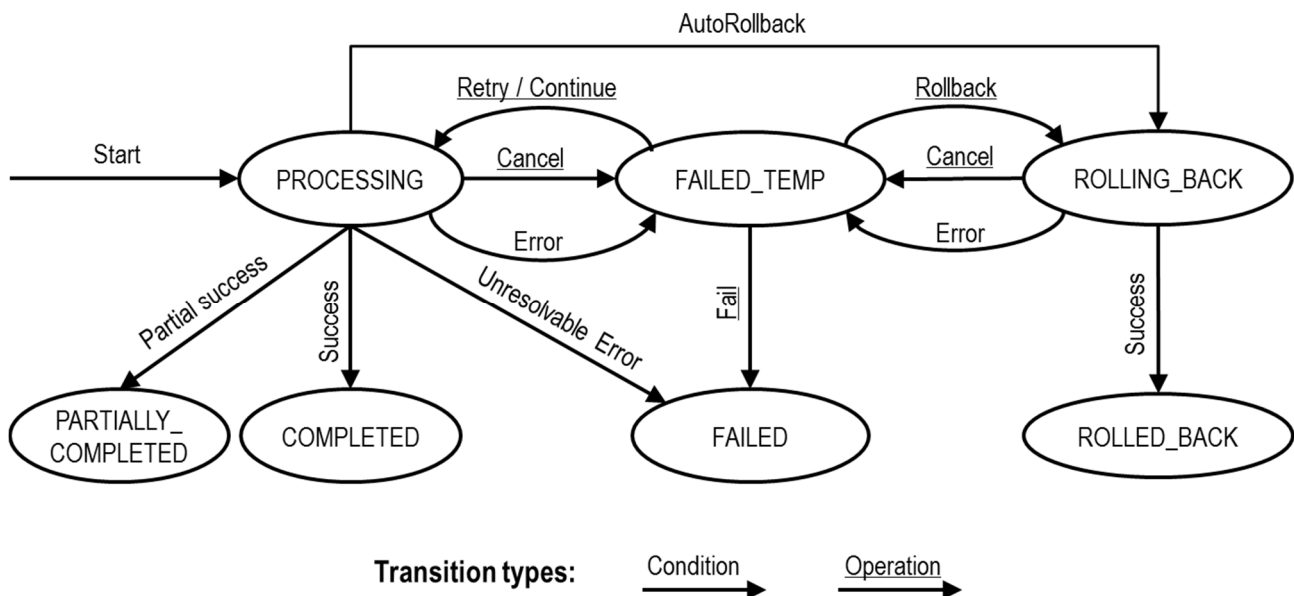 AutoRollback
Retry / Continue
Rollback
Start
Cancel
Cancel
PROCESSING
FAILED_TEMP
ROLLING_BACK
Error
Error
Partial success
Success
Unresolvable Error
Fail
Success
PARTIALLY_
COMPLETED
COMPLETED
FAILED
ROLLED_BACK
Transition types:
Condition
Operation